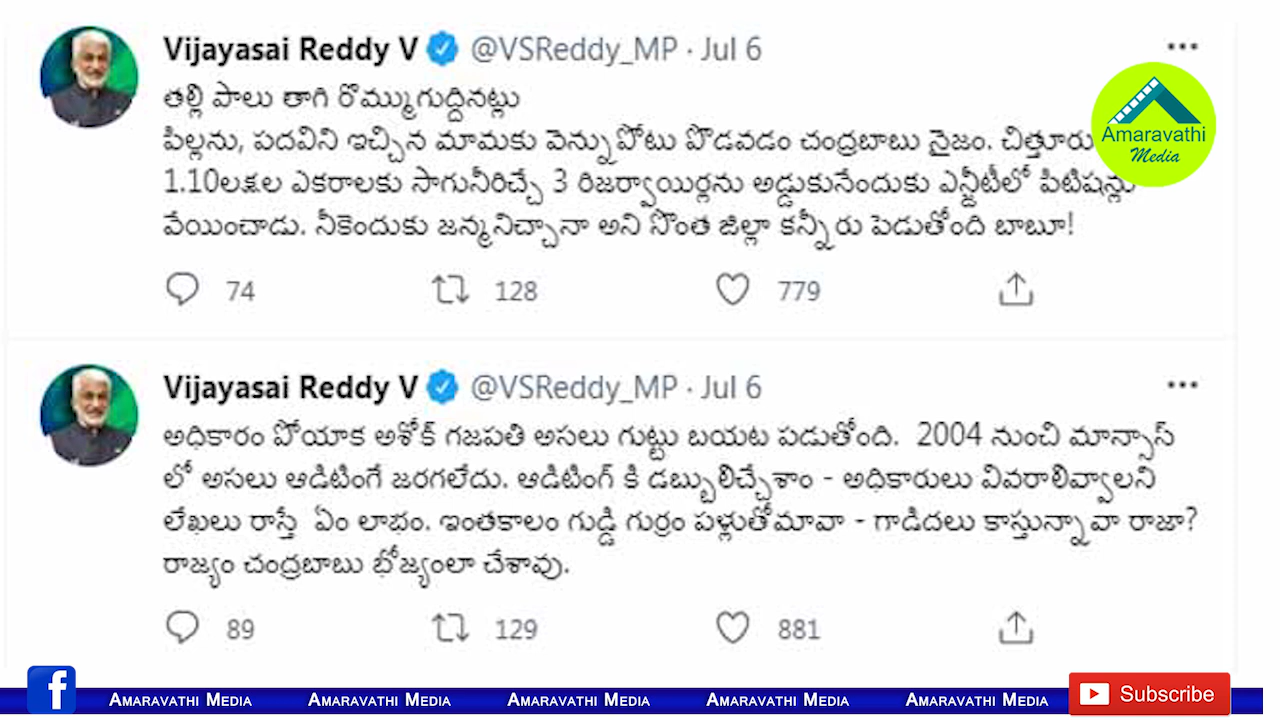 Vijayasai Reddy V @VSReddy_MP · Jul 6
తల్లి పాలు తాగి రొమ్ముగుద్దినట్లు
పిల్లను, పదవిని ఇచ్చిన మామకు వెన్నుపోటు పొడవడం చంద్రబాబు నైజం. చిత్తూరు
1.10లక్షల ఎకరాలకు సాగునీరిచ్చే 3 రిజర్వాయిర్లను అడ్డుకునేందుకు ఎన్జీటీలో పిటిషన్లు
వేయించాడు. నీకెందుకు జన్మనిచ్చానా అని సొంత జిల్లా కన్నీరు పెడుతోంది బాబూ!
74 128 779
Amaravathi
Media
Vijayasai Reddy V @VSReddy_MP · Jul 6
అధికారం పోయాక అశోక్ గజపతి అసలు గుట్టు బయట పడుతోంది. 2004 నుంచి మాన్సాస్
లో అసలు ఆడిటింగే జరగలేదు. ఆడిటింగ్ కి డబ్బులిచ్చేశాం - అధికారులు వివరాలివ్వాలని
లేఖలు రాస్తే ఏం లాభం. ఇంతకాలం గుడ్డి గుర్రం పళ్లుతోమావా - గాడిదలు కాస్తున్నావా రాజా?
రాజ్యం చంద్రబాబు భోజ్యంలా చేశావు.
89 129 881
f Amaravathi Media Amaravathi Media Amaravathi Media Amaravathi Media Amaravathi Media Subscribe